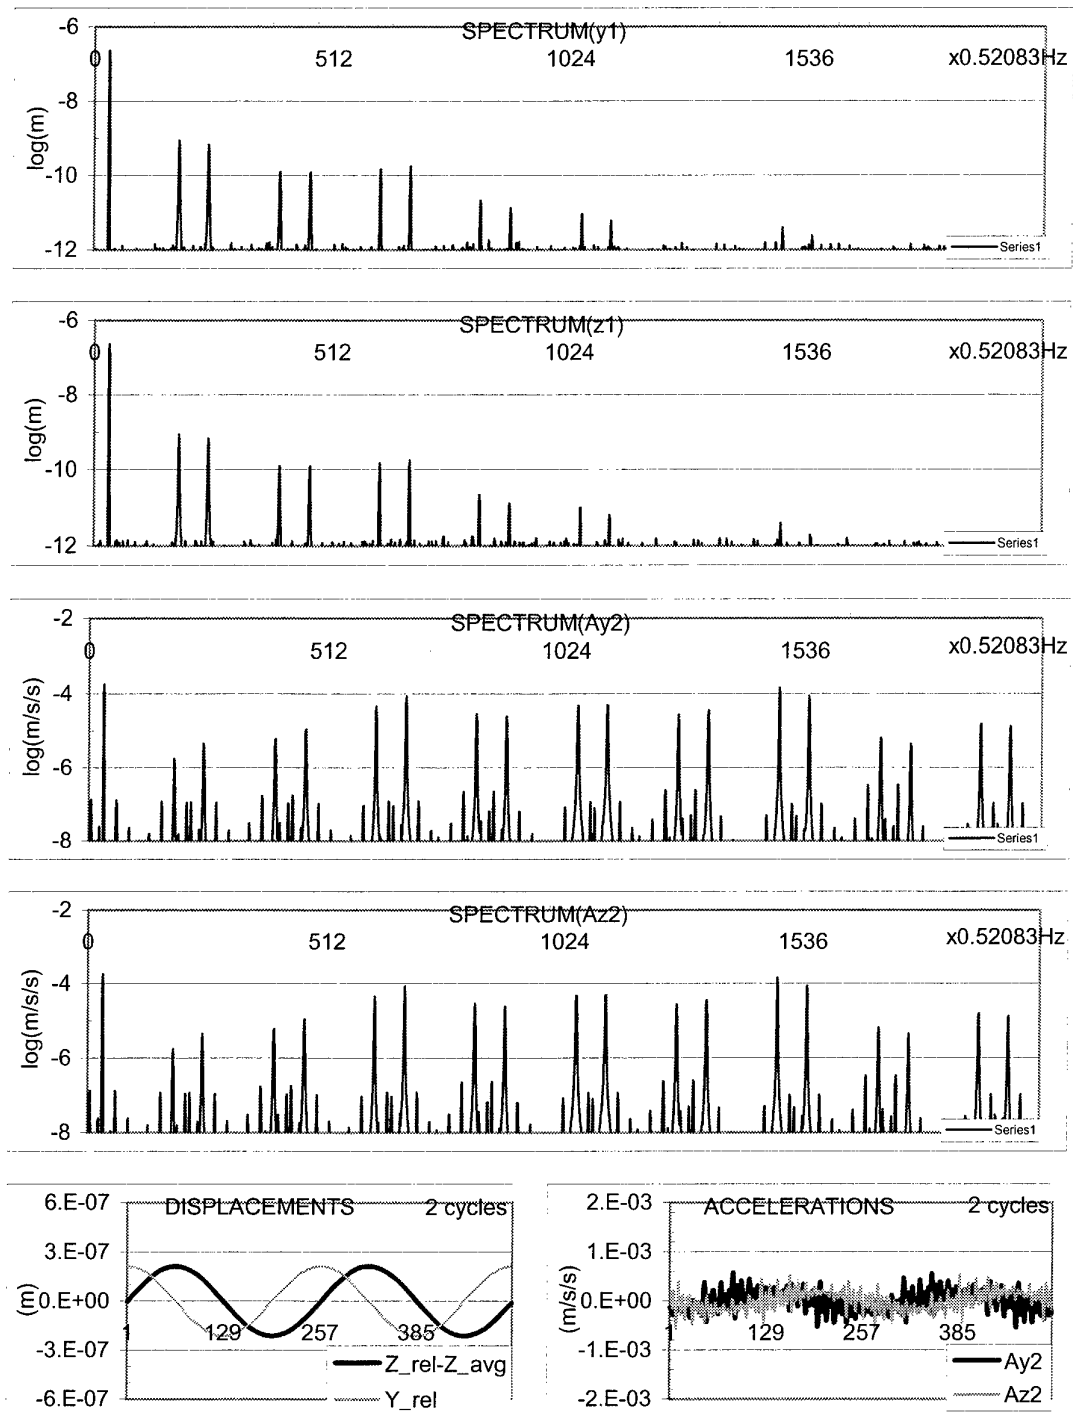 SPECTRUM(y1)
-6
0 512 1024 1536 x0.52083Hz
-8
log(m)
-10
-12
Series1
SPECTRUM(z1)
-6
0 512 1024 1536 x0.52083Hz
-8
log(m)
-10
-12
Series1
SPECTRUM(Ay2)
-2
0 512 1024 1536 x0.52083Hz
-4
log(m/s/s)
-6
-8
Series1
SPECTRUM(Az2)
-2
0 512 1024 1536 x0.52083Hz
-4
log(m/s/s)
-6
-8
Series1
6.E-07
DISPLACEMENTS 2 cycles
3.E-07
(m)
0.E+00
1 129 257 385
-3.E-07
Z_rel-Z_avg
-6.E-07
Y_rel
2.E-03
ACCELERATIONS 2 cycles
1.E-03
(m/s/s)
0.E+00
1 129 257 385
-1.E-03
Ay2
-2.E-03
Az2